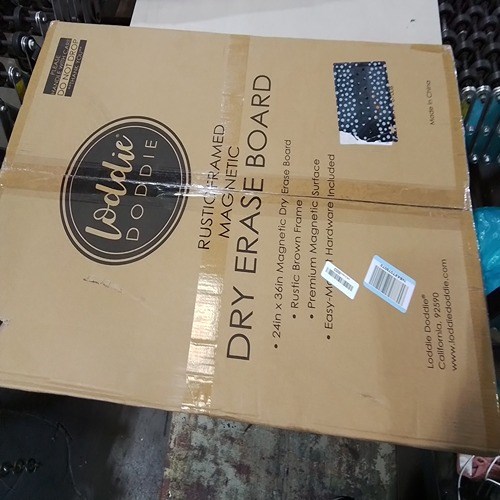 DO NOT DROP
loddie
DODDIE
RUSTIC FRAMED
MAGNETIC
DRY ERASE BOARD
• 24in x 36in Magnetic Dry Erase Board
• Rustic Brown Frame
• Premium Magnetic Surface
• Easy-M Hardware Included
Made in China
Loddie Doddie®
California, 92590
www.loddiedoddie.com